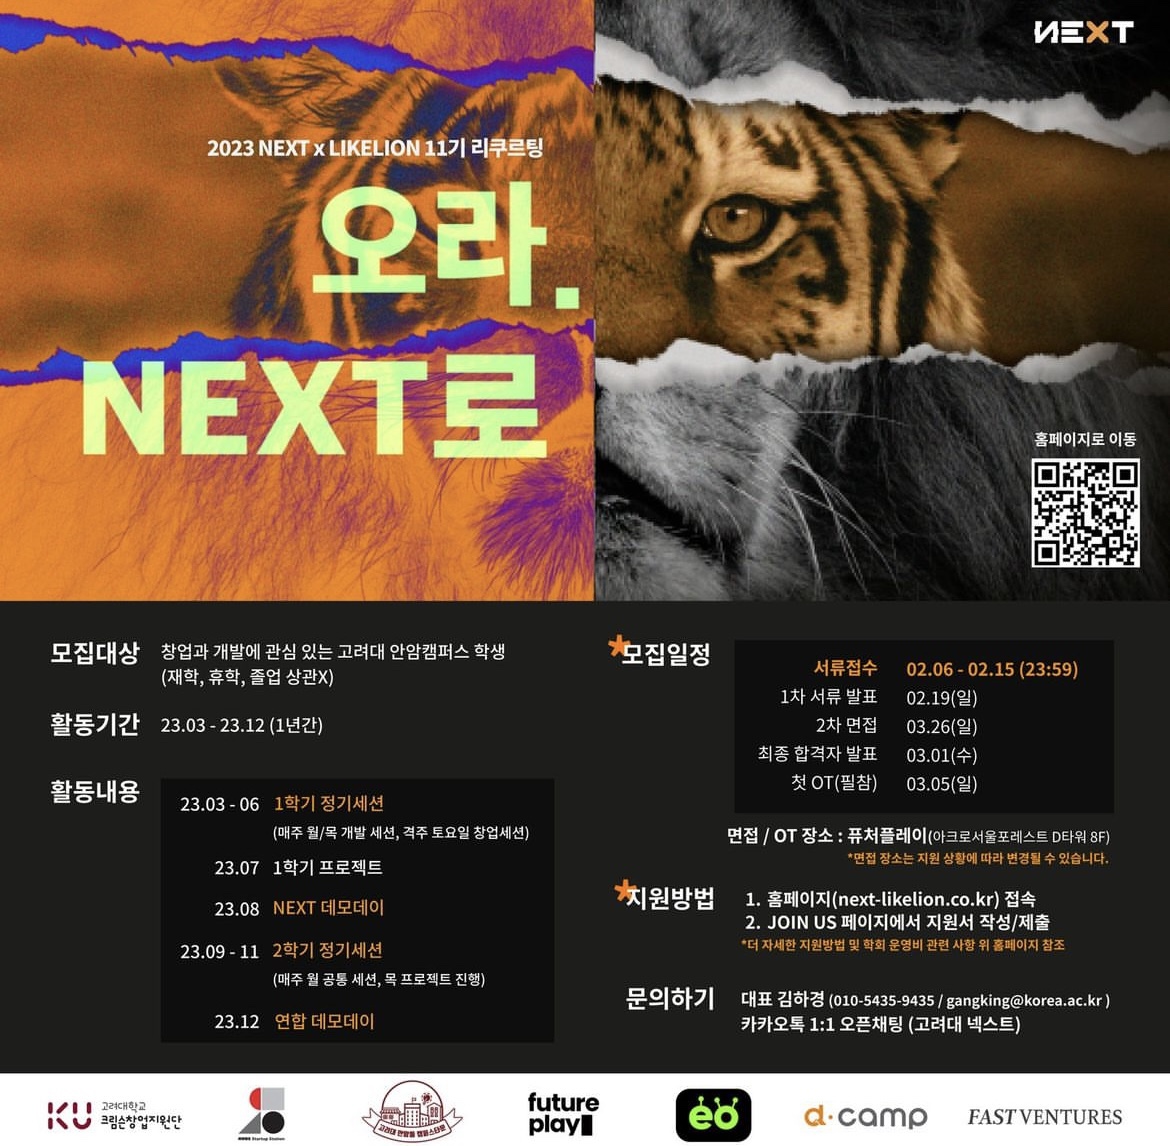 NEXT
2023 NEXT x LIKELION 11기 리쿠르팅
오라.
NEXT로
홈페이지로 이동
모집대상
창업과 개발에 관심 있는 고려대 안암캠퍼스 학생
(재학, 휴학, 졸업 상관X)
활동기간
23.03 - 23.12 (1년간)
활동내용
23.03 - 06 1학기 정기세션
(매주 월/목 개발 세션, 격주 토요일 창업세션)
23.07 1학기 프로젝트
23.08 NEXT 데모데이
23.09 - 11 2학기 정기세션
(매주 월 공통 세션, 목 프로젝트 진행)
23.12 연합 데모데이
*모집일정
서류접수 02.06 - 02.15 (23:59)
1차 서류 발표 02.19(일)
2차 면접 03.26(일)
최종 합격자 발표 03.01(수)
첫 OT(필참) 03.05(일)
면접 / OT 장소 : 퓨처플레이(아크로서울포레스트 D타워 8F)
*면접 장소는 지원 상황에 따라 변경될 수 있습니다.
*지원방법
1. 홈페이지(next-likelion.co.kr) 접속
2. JOIN US 페이지에서 지원서 작성/제출
*더 자세한 지원방법 및 학회 운영비 관련 사항 위 홈페이지 참조
문의하기
대표 김하경 (010-5435-9435 / gangking@korea.ac.kr )
카카오톡 1:1 오픈채팅 (고려대 넥스트)
KU 고려대학교
크림슨창업지원단
Startup Station
고려대 안암동 캠퍼스타운
future
play
eo
d·camp
FAST VENTURES